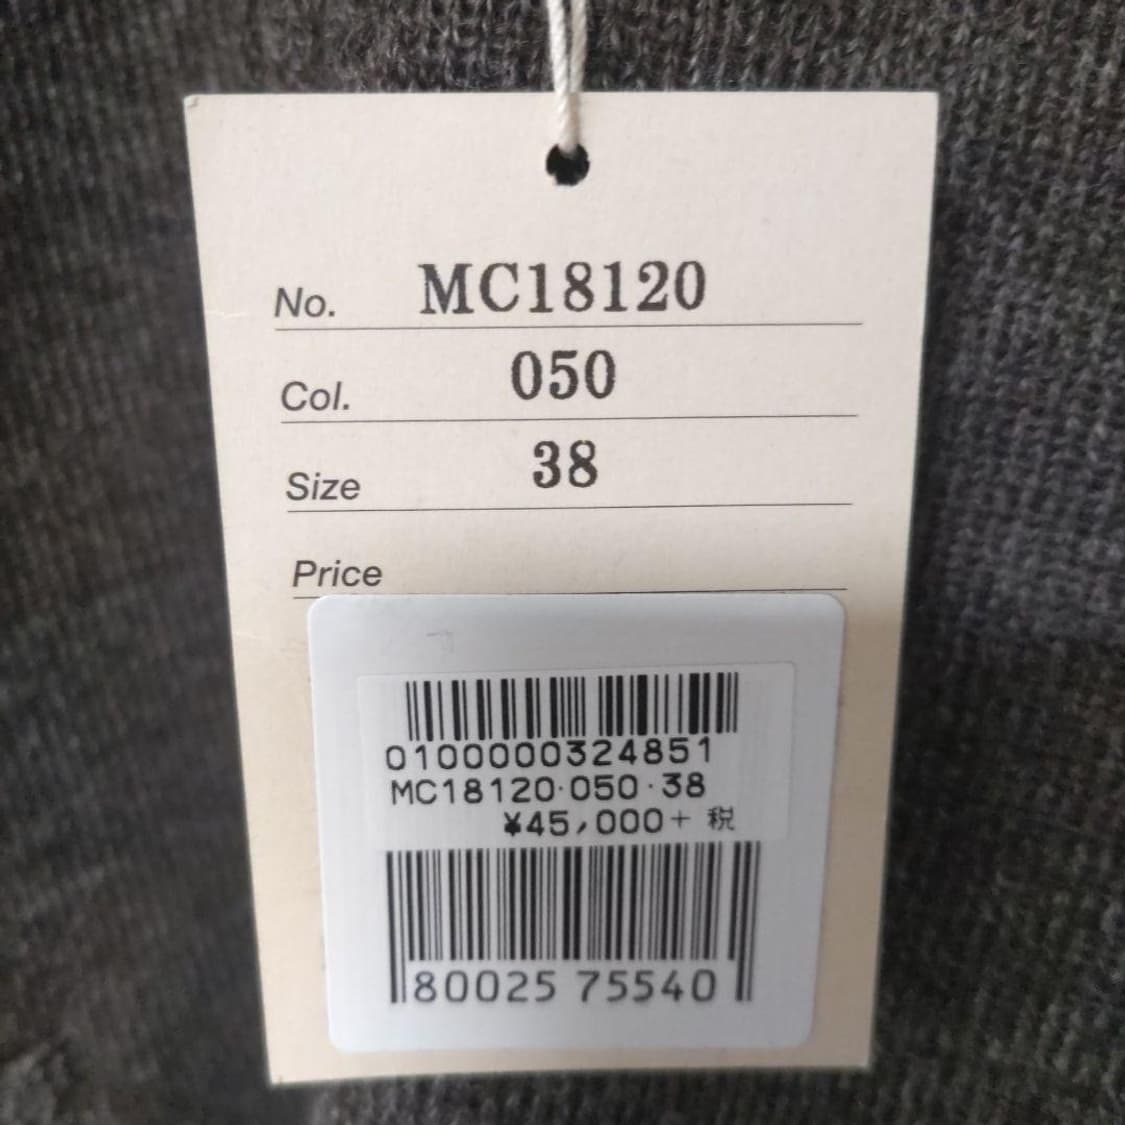 No. MC18120
Col. 050
Size 38
Price
0100000324851
MC18120·050·38
¥45,000+ 税
80025 75540